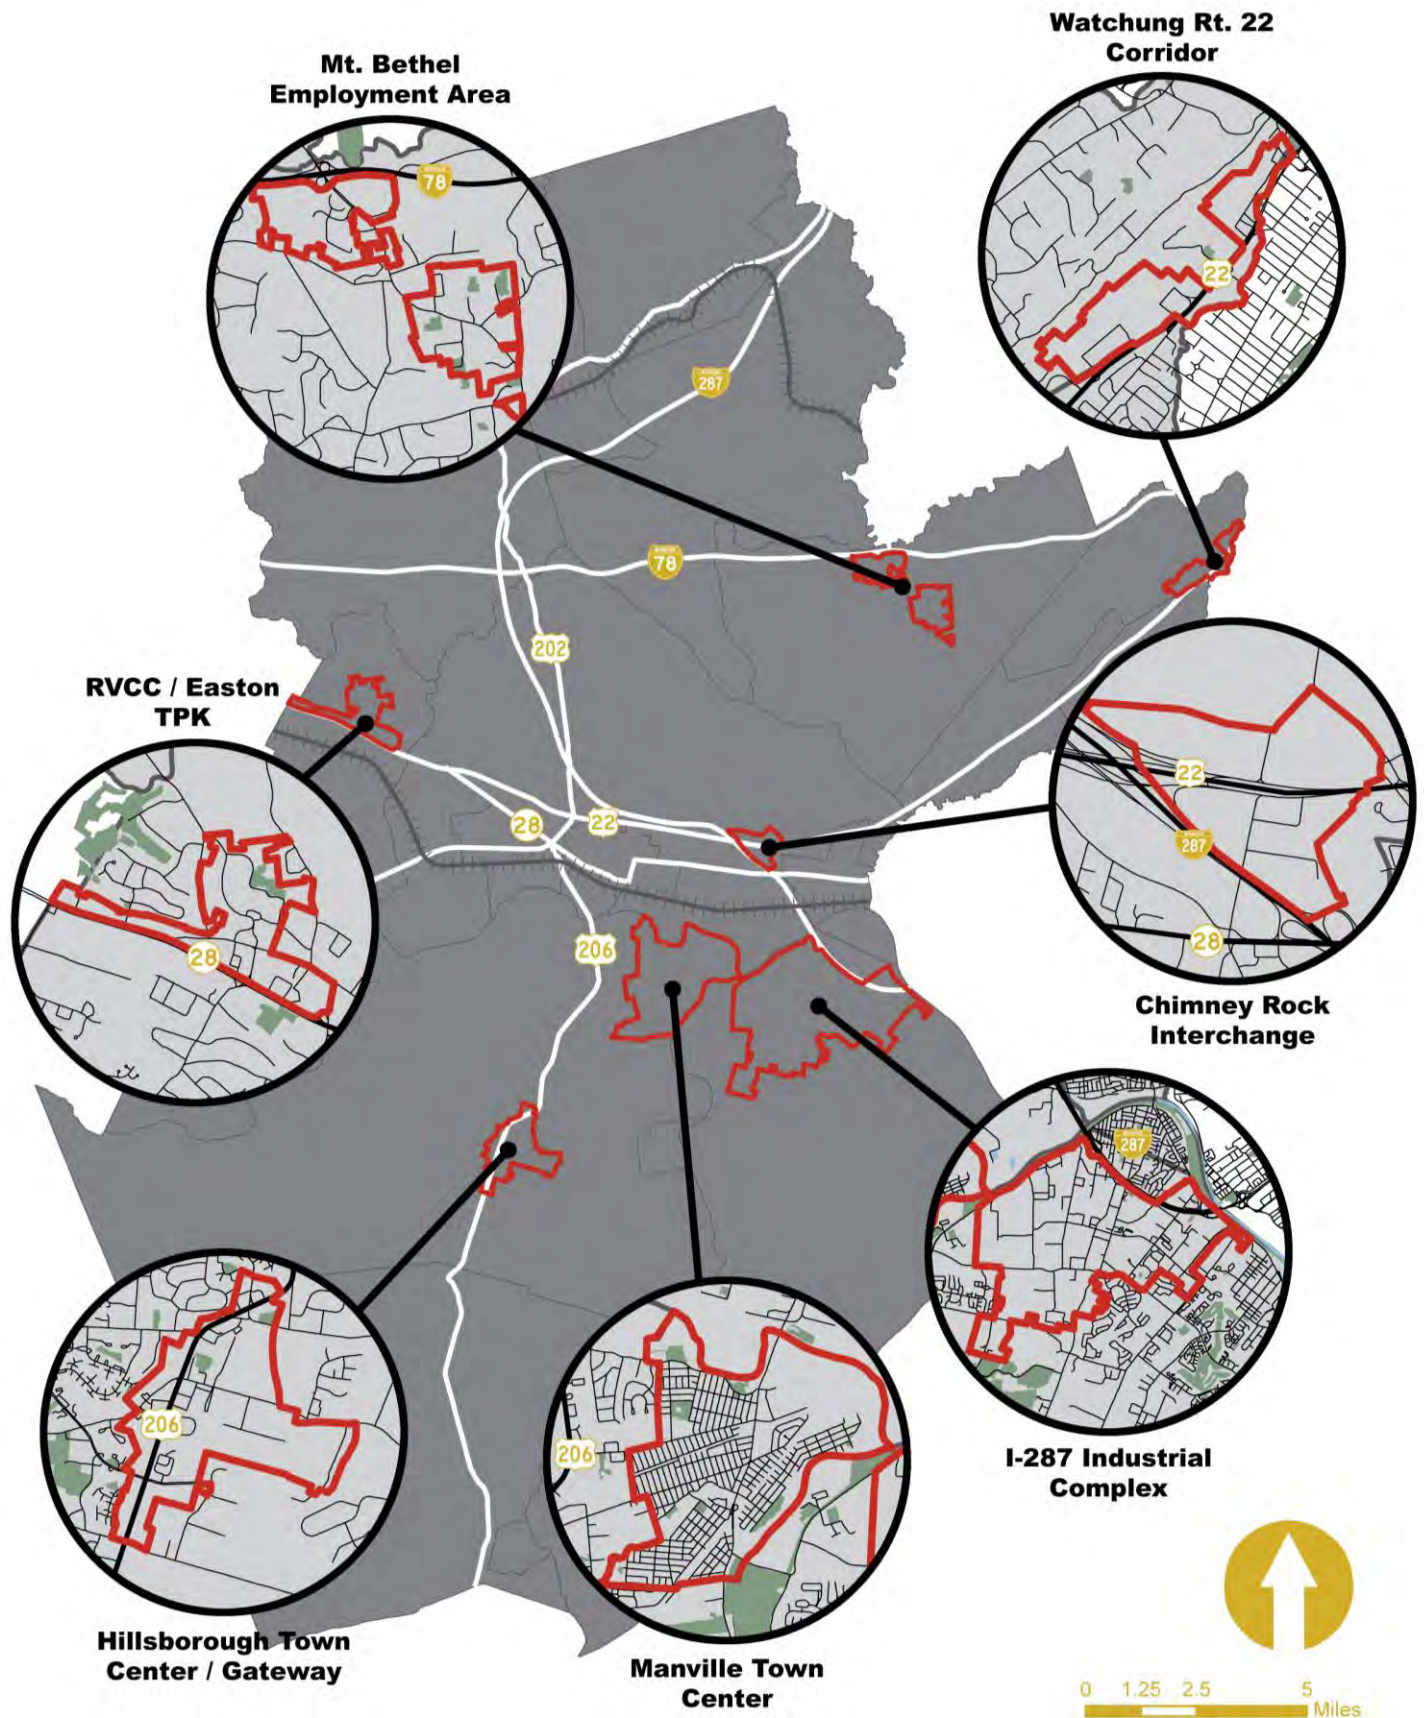 Watchung Rt. 22
Corridor
Mt. Bethel
Employment Area
78
22
287
78
202
RVCC / Easton
TPK
22
287
28
28
22
28
206
Chimney Rock
Interchange
287
206
206
I-287 Industrial
Complex
Hillsborough Town
Center / Gateway
Manville Town
Center
0 1.25 2.5 5
Miles